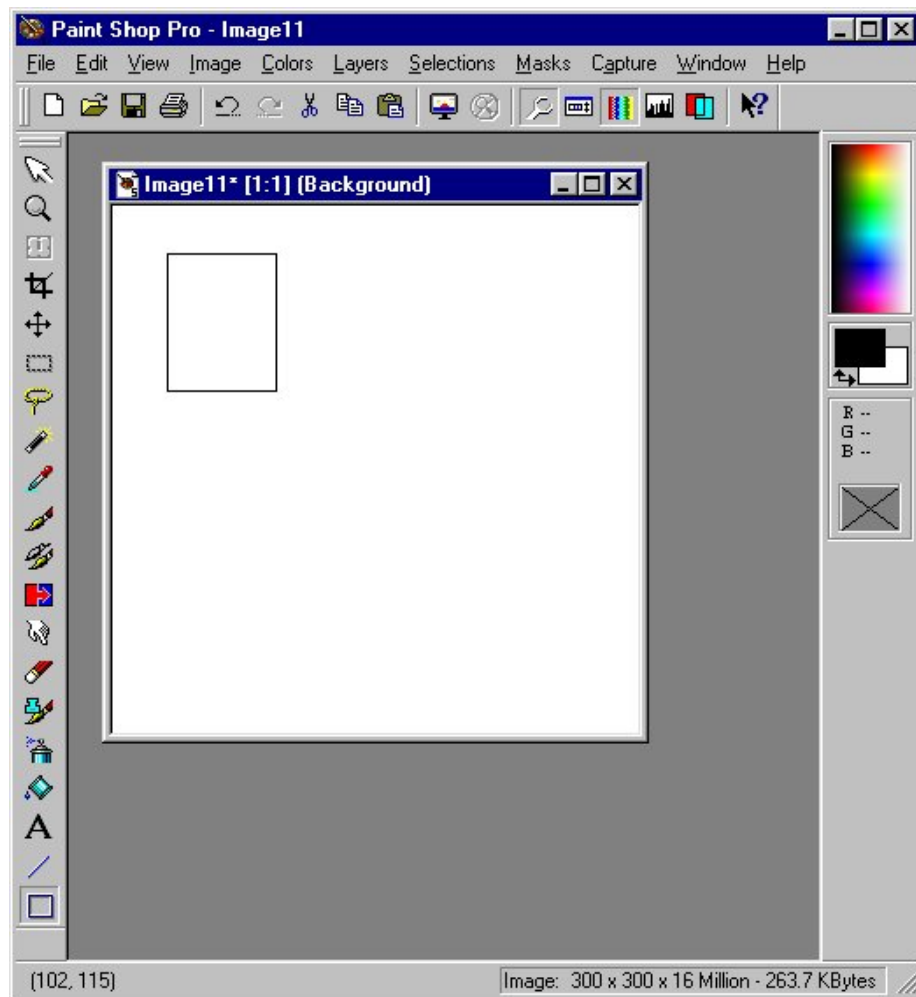 Paint Shop Pro - Image11
File Edit View Image Colors Layers Selections Masks Capture Window Help
Image11* [1:1] (Background)
R --
G --
B --
A
(102, 115)
Image: 300 x 300 x 16 Million - 263.7 KBytes